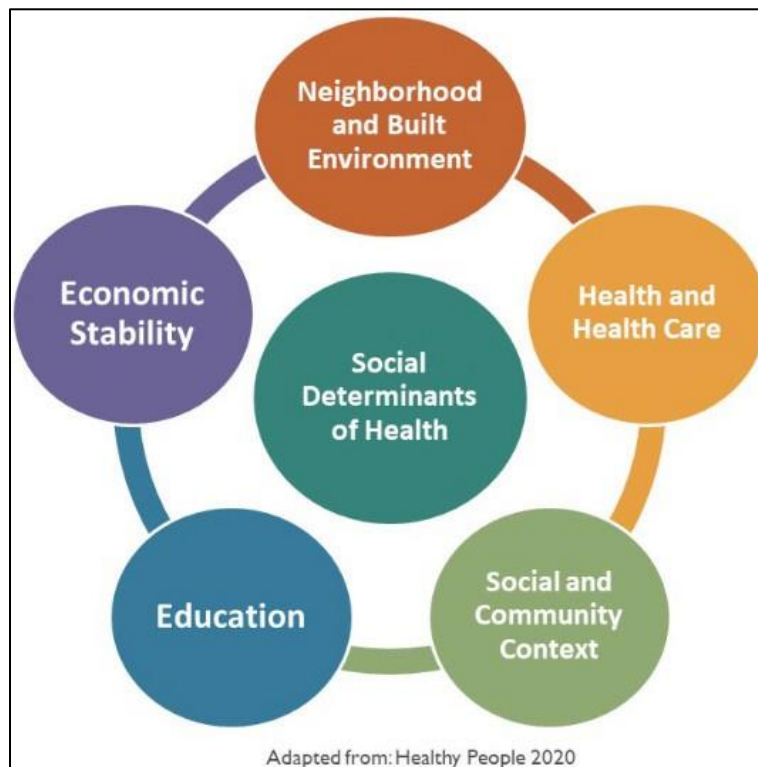 Neighborhood
and Built
Environment
Economic
Stability
Health and
Health Care
Social
Determinants
of Health
Education
Social and
Community
Context
Adapted from: Healthy People 2020